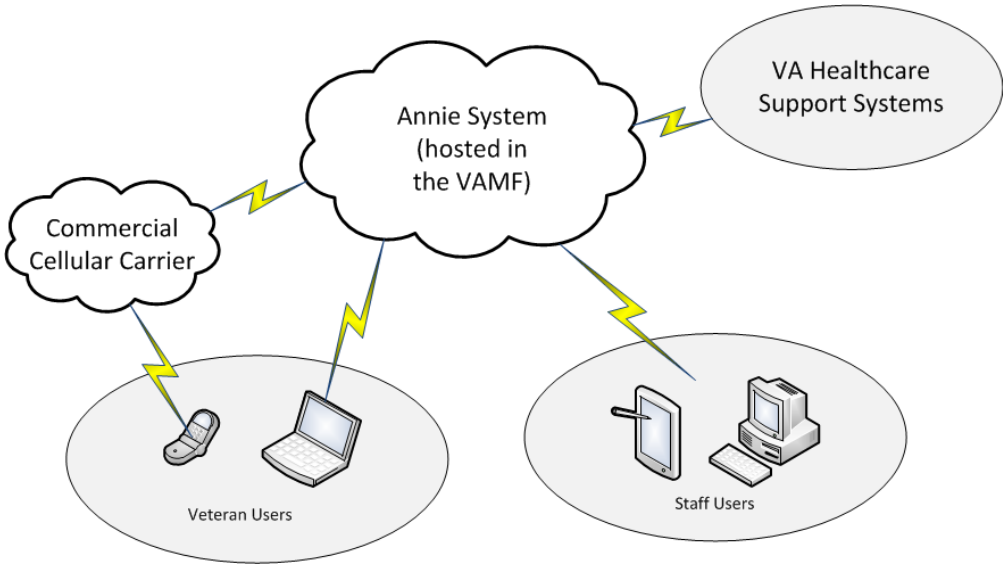 VA Healthcare
Support Systems
Annie System
(hosted in
the VAMF)
Commercial
Cellular Carrier
Veteran Users
Staff Users